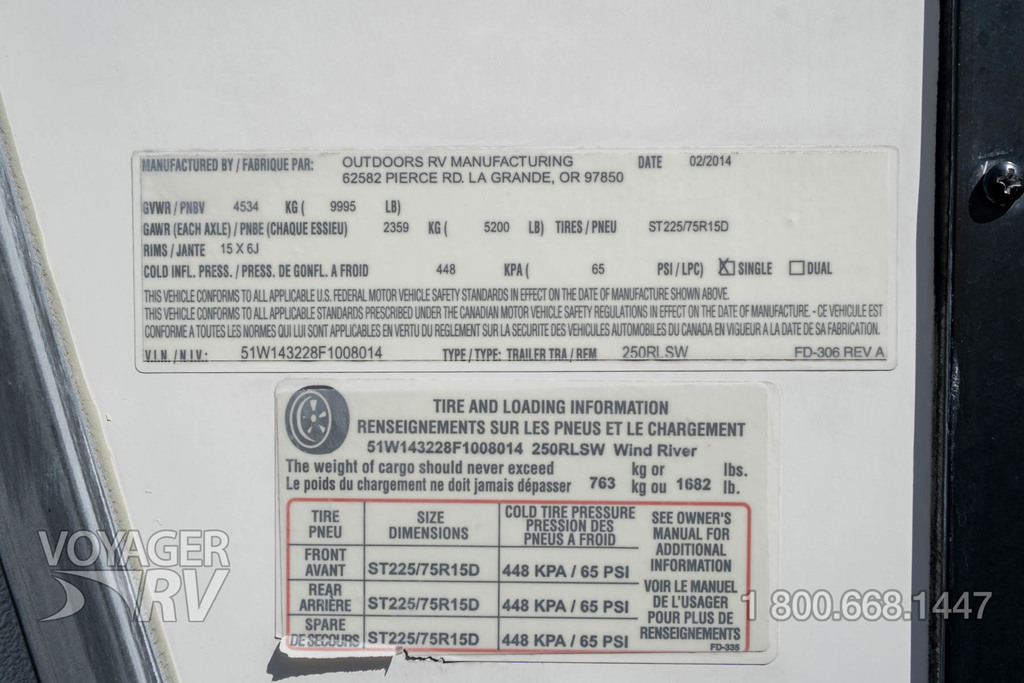 MANUFACTURED BY / FABRIQUE PAR: OUTDOORS RV MANUFACTURING DATE 02/2014
62582 PIERCE RD. LA GRANDE, OR 97850
GVWR / PNBV 4534 KG ( 9995 LB)
GAWR (EACH AXLE) / PNBE (CHAQUE ESSIEU) 2359 KG ( 5200 LB) TIRES / PNEU ST225/75R15D
RIMS / JANTE 15 X 6J
COLD INFL. PRESS. / PRESS. DE GONFL. A FROID 448 KPA ( 65 PSI / LPC) X SINGLE DUAL
THIS VEHICLE CONFORMS TO ALL APPLICABLE U.S. FEDERAL MOTOR VEHICLE SAFETY STANDARDS IN EFFECT ON THE DATE OF MANUFACTURE SHOWN ABOVE.
THIS VEHICLE CONFORMS TO ALL APPLICABLE STANDARDS PRESCRIBED UNDER THE CANADIAN MOTOR VEHICLE SAFETY REGULATIONS IN EFFECT ON THE DATE OF MANUFACTURE. - CE VEHICULE EST
CONFORME A TOUTES LES NORMES QUI LUI SONT APPLICABLES EN VERTU DU REGLEMENT SUR LA SECURITE DES VEHICULES AUTOMOBILES DU CANADA EN VIGUEUR A LA DATE DE SA FABRICATION.
V.I.N. / N.I.V.: 51W143228F1008014 TYPE / TYPE: TRAILER TRA / REM 250RLSW FD-306 REV A
TIRE AND LOADING INFORMATION
RENSEIGNEMENTS SUR LES PNEUS ET LE CHARGEMENT
51W143228F1008014 250RLSW Wind River
The weight of cargo should never exceed kg or lbs.
Le poids du chargement ne doit jamais dépasser 763 kg ou 1682 lb.
TIRE
PNEU
SIZE
DIMENSIONS
COLD TIRE PRESSURE
PRESSION DES
PNEUS A FROID
FRONT
AVANT
ST225/75R15D 448 KPA / 65 PSI
REAR
ARRIÈRE
ST225/75R15D 448 KPA / 65 PSI
SPARE
DE SECOURS
ST225/75R15D 448 KPA / 65 PSI
SEE OWNER'S
MANUAL FOR
ADDITIONAL
INFORMATION
VOIR LE MANUEL
DE L'USAGER
POUR PLUS DE
RENSEIGNEMENTS
FD-335
VOYAGER
RV
1 800.668.1447